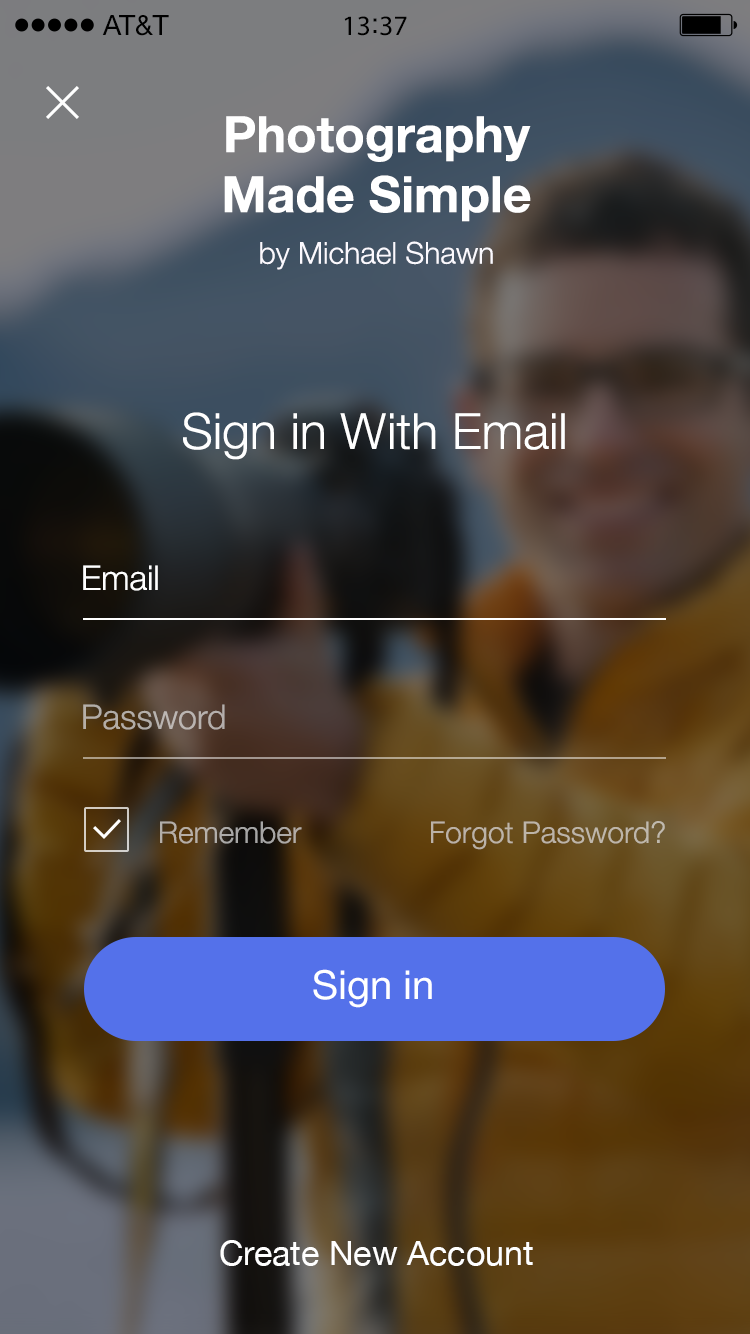 AT&T 13:37
Photography
Made Simple
by Michael Shawn
Sign in With Email
Email
Password
Remember Forgot Password?
Sign in
Create New Account